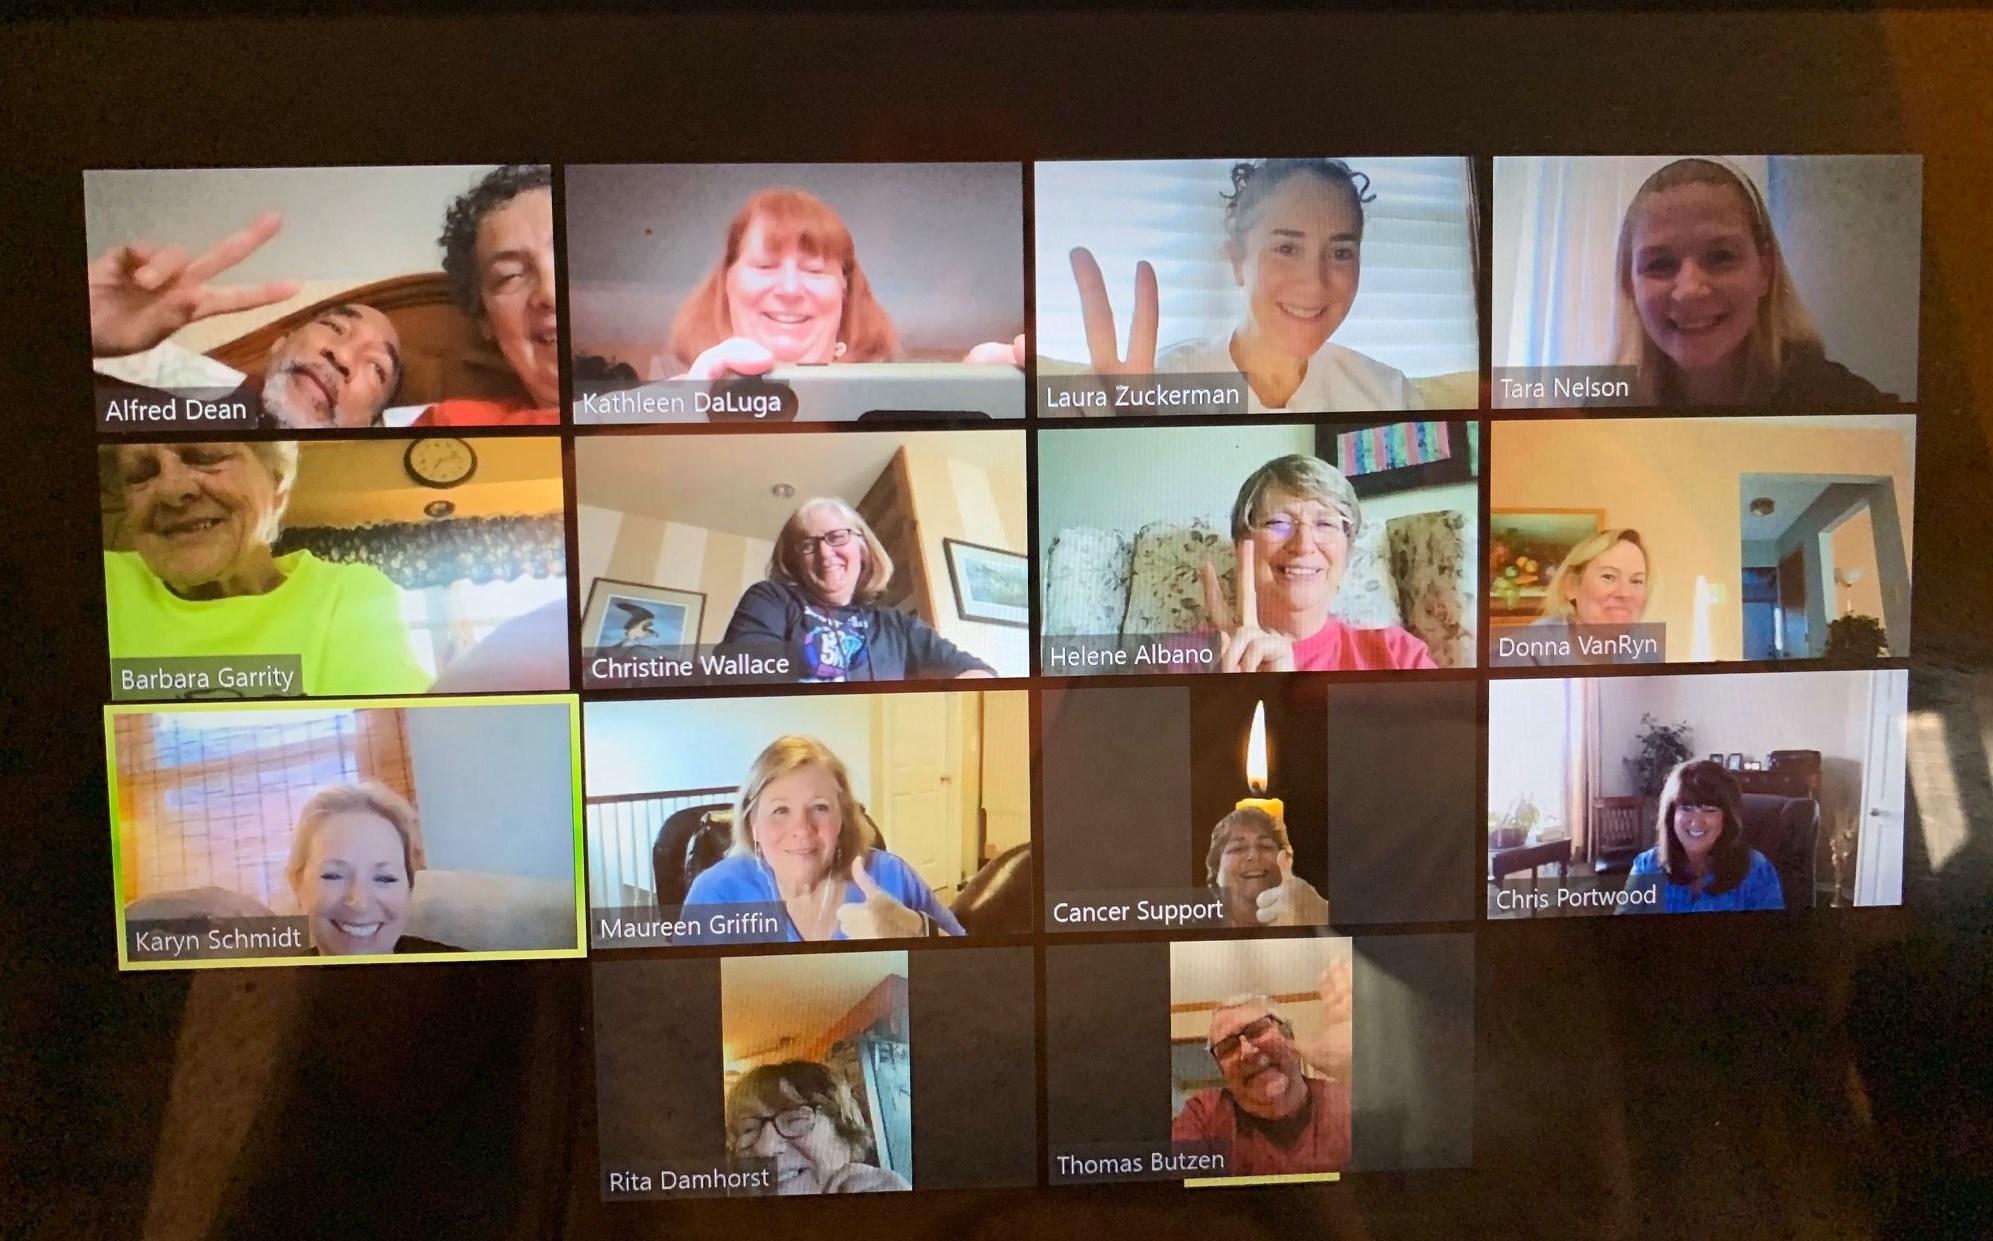 Alfred Dean
Kathleen DaLuga
Laura Zuckerman
Tara Nelson
Barbara Garrity
Christine Wallace
Helene Albano
Donna VanRyn
Karyn Schmidt
Maureen Griffin
Cancer Support
Chris Portwood
Rita Damhorst
Thomas Butzen